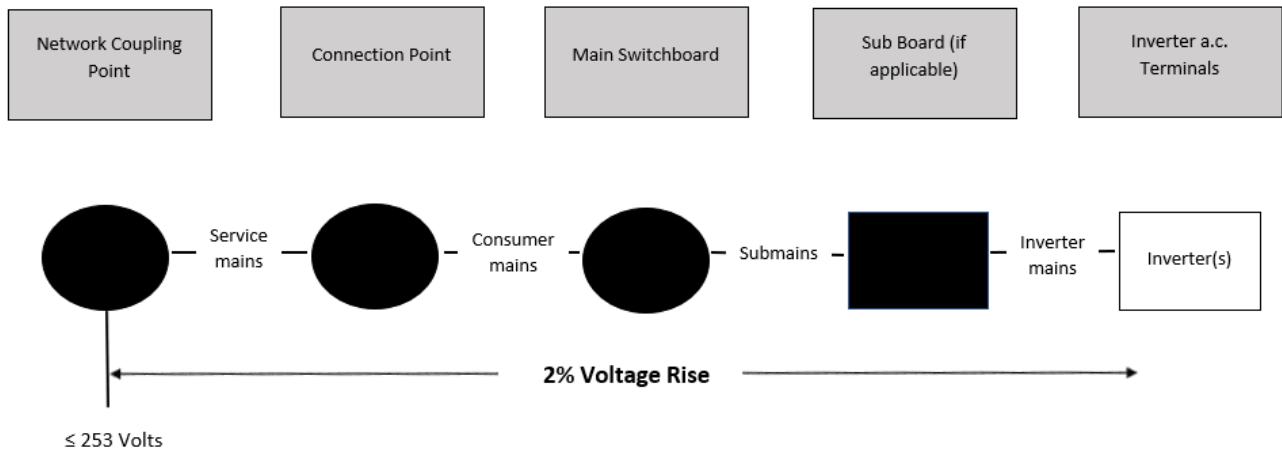 Network Coupling
Point
Connection Point
Main Switchboard
Sub Board (if
applicable)
Inverter a.c.
Terminals
Service
mains
Consumer
mains
Submains
Inverter
mains
Inverter(s)
2% Voltage Rise
≤ 253 Volts